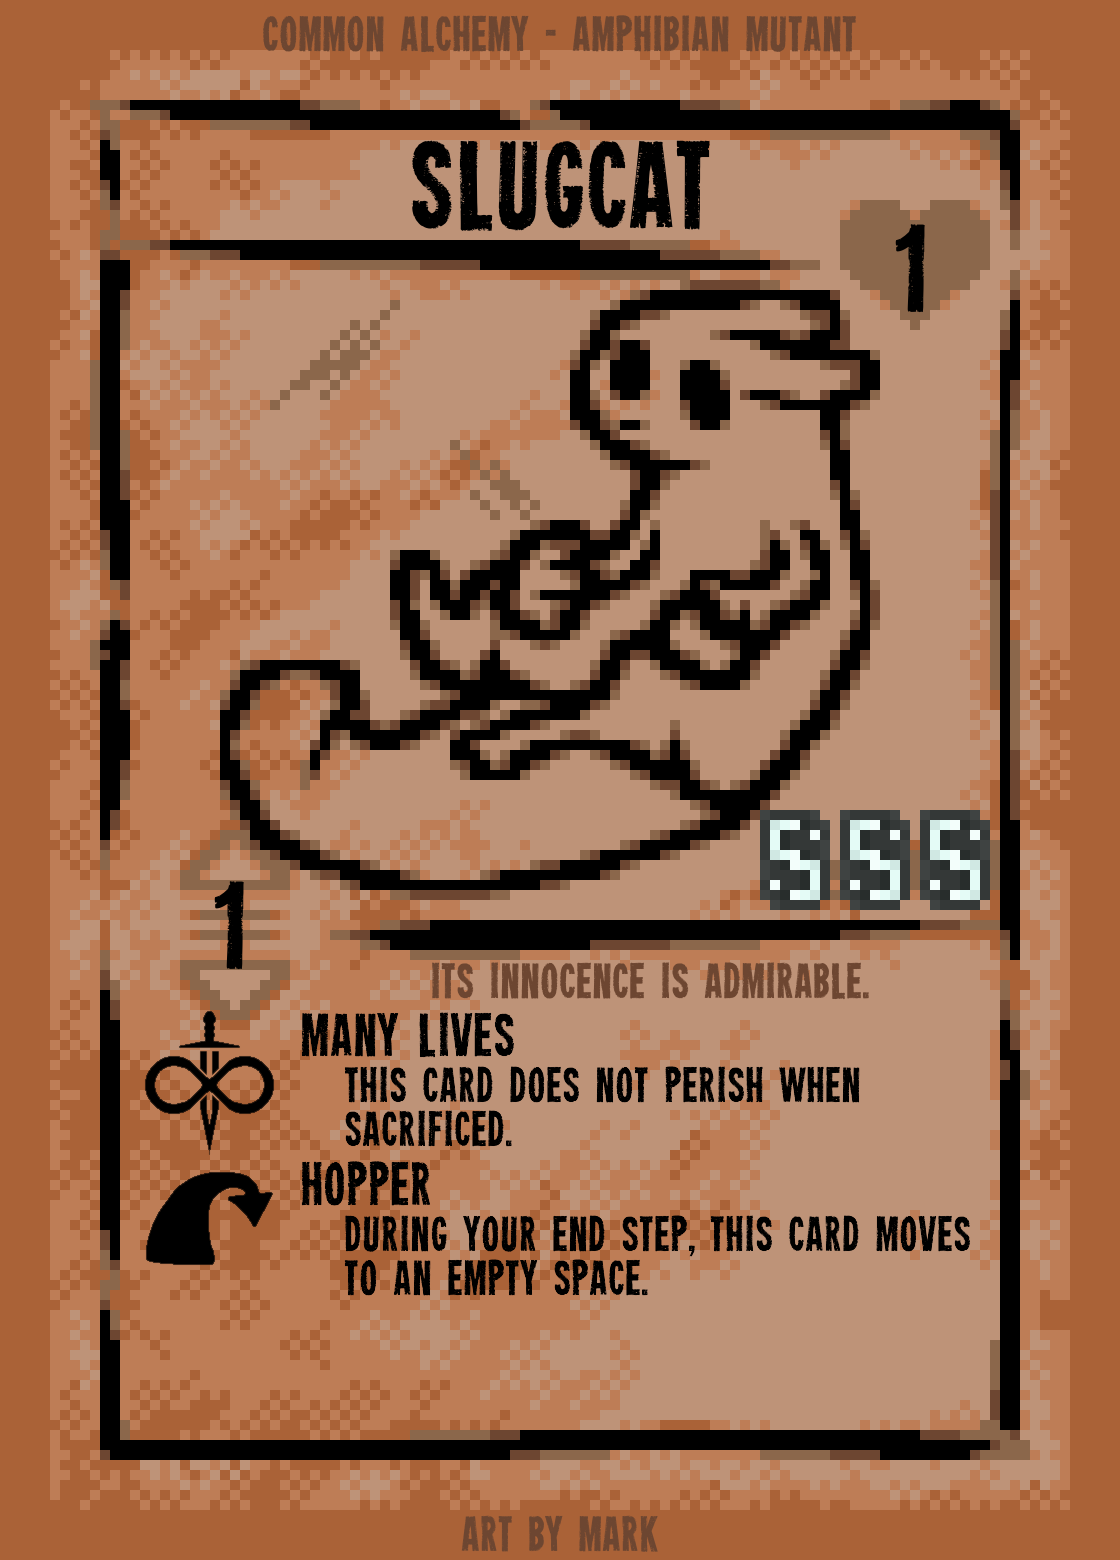 COMMON ALCHEMY - AMPHIBIAN MUTANT
SLUGCAT
1
S S S
1
ITS INNOCENCE IS ADMIRABLE.
MANY LIVES
THIS CARD DOES NOT PERISH WHEN
SACRIFICED.
HOPPER
DURING YOUR END STEP, THIS CARD MOVES
TO AN EMPTY SPACE.
ART BY MARK